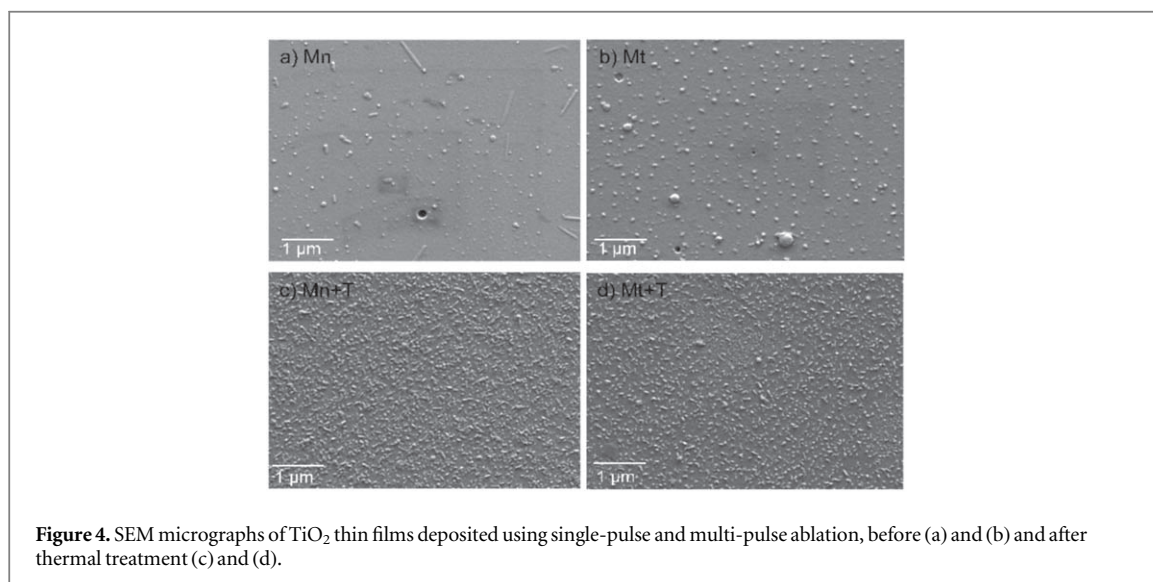 a) Mn
b) Mt
1 µm
1 µm
c) Mn+T
d) Mt+T
1 µm
1 µm
Figure 4. SEM micrographs of TiO₂ thin films deposited using single-pulse and multi-pulse ablation, before (a) and (b) and after
thermal treatment (c) and (d).